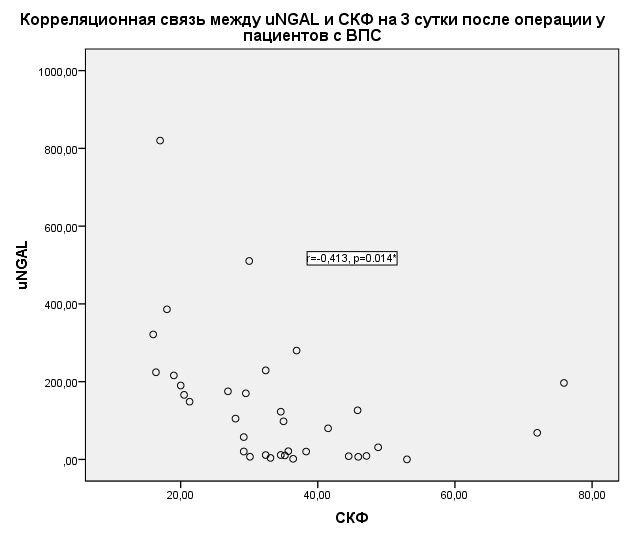 Корреляционная связь между uNGAL и СКФ на 3 сутки после операции у
пациентов с ВПС
1000,00
800,00
600,00
r=-0,413, p=0.014*
uNGAL
400,00
200,00
,00
20,00
40,00
60,00
80,00
СКФ